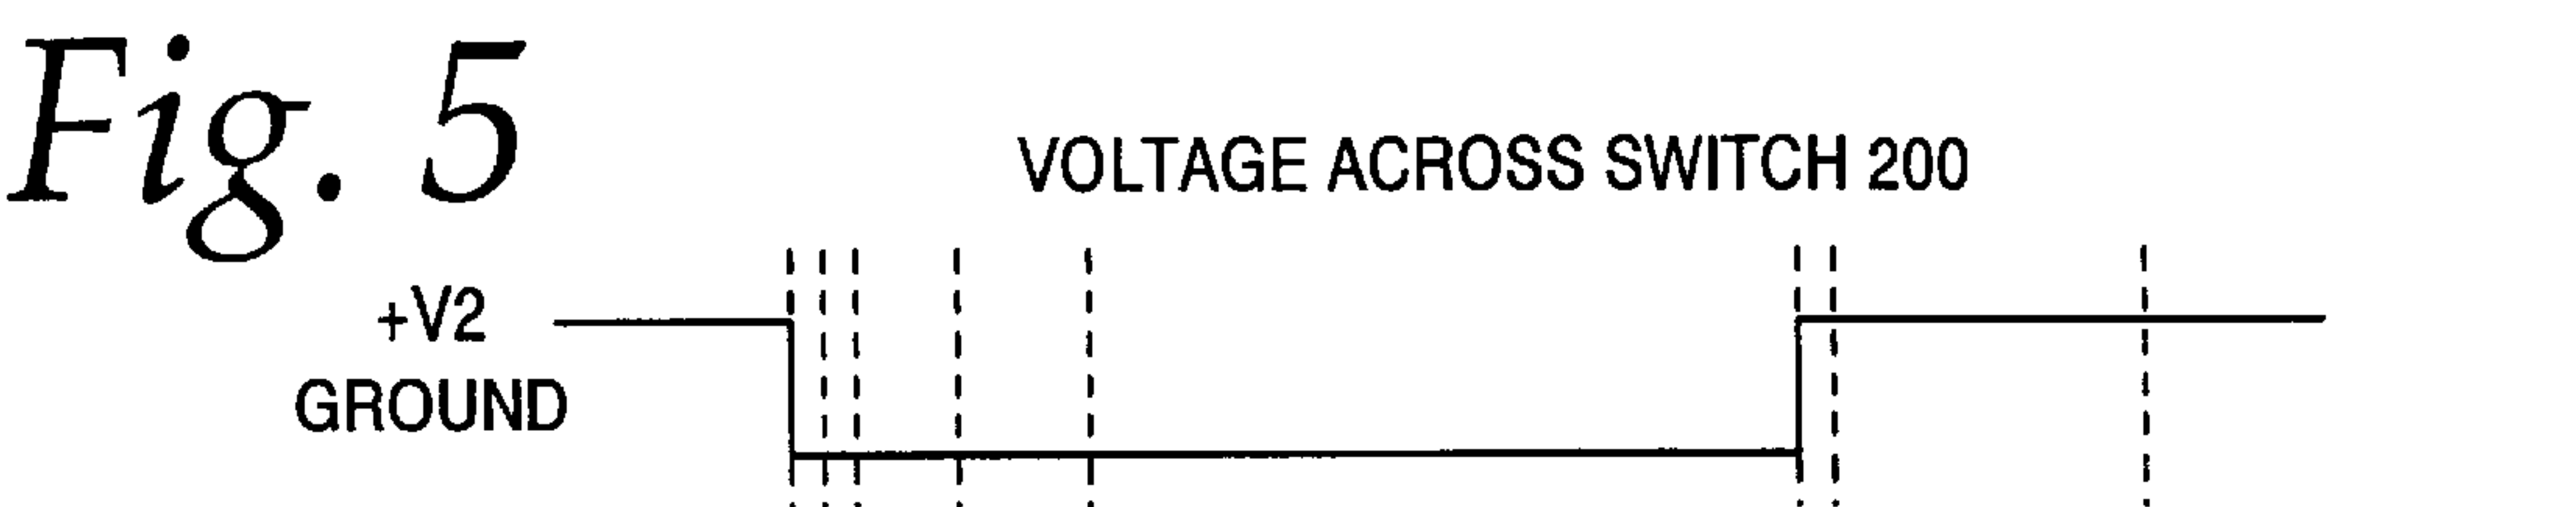 Fig. 5
VOLTAGE ACROSS SWITCH 200
+V2
GROUND